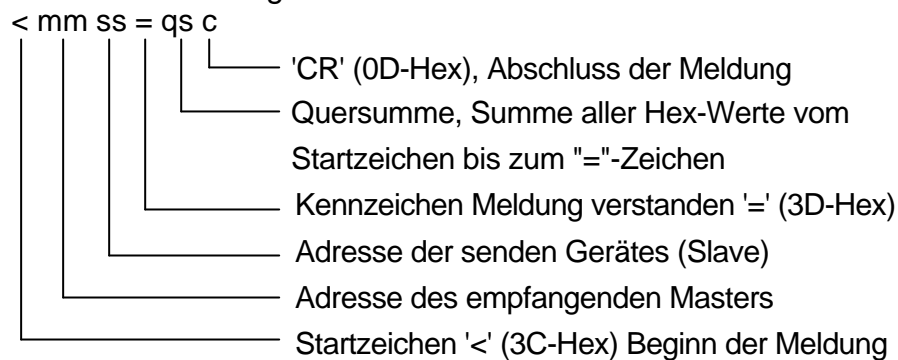 < mm ss = qs c
'CR' (0D-Hex), Abschluss der Meldung
Quersumme, Summe aller Hex-Werte vom
Startzeichen bis zum "="-Zeichen
Kennzeichen Meldung verstanden '=' (3D-Hex)
Adresse der senden Gerätes (Slave)
Adresse des empfangenden Masters
Startzeichen '<' (3C-Hex) Beginn der Meldung